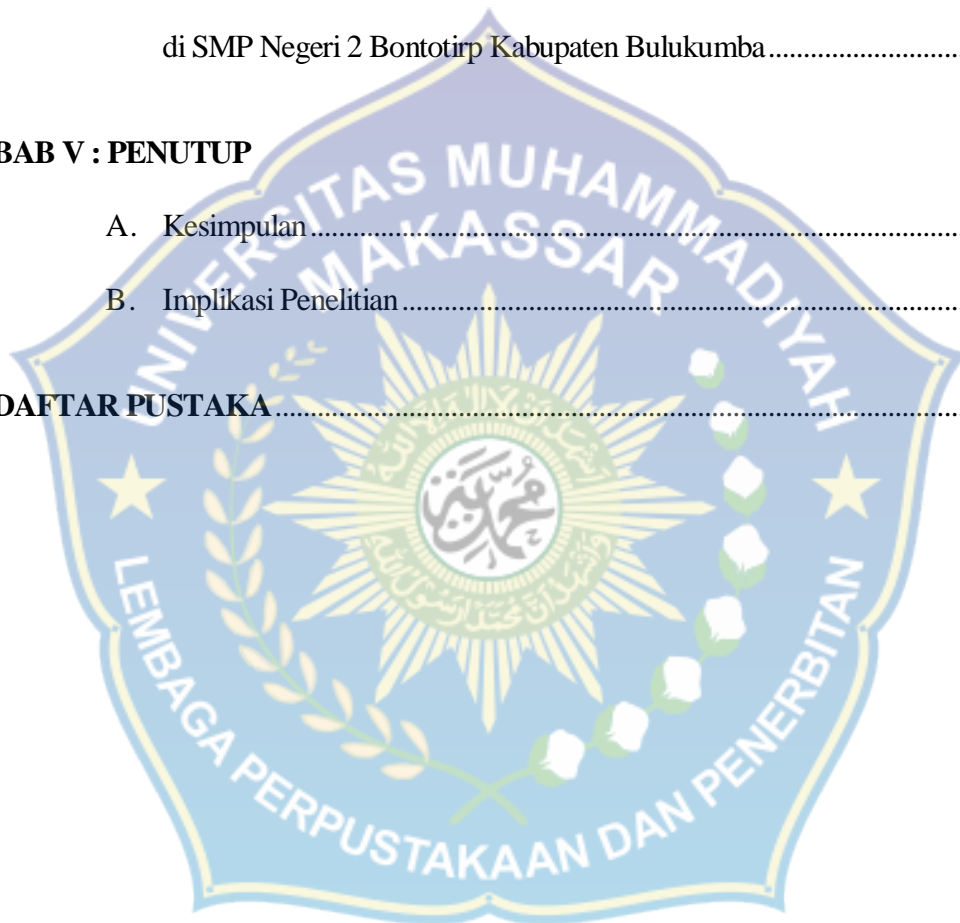 di SMP Negeri 2 Bontotirp Kabupaten Bulukumba........................
BAB V : PENUTUP
A. Kesimpulan........................................................................
B. Implikasi Penelitian........................................................................
DAFTAR PUSTAKA........................................................................
UNIVERSITAS MUHAMMADIYAH
MAKASSAR
محمدية
LEMBAGA PERPUSTAKAAN DAN PENERBITAN